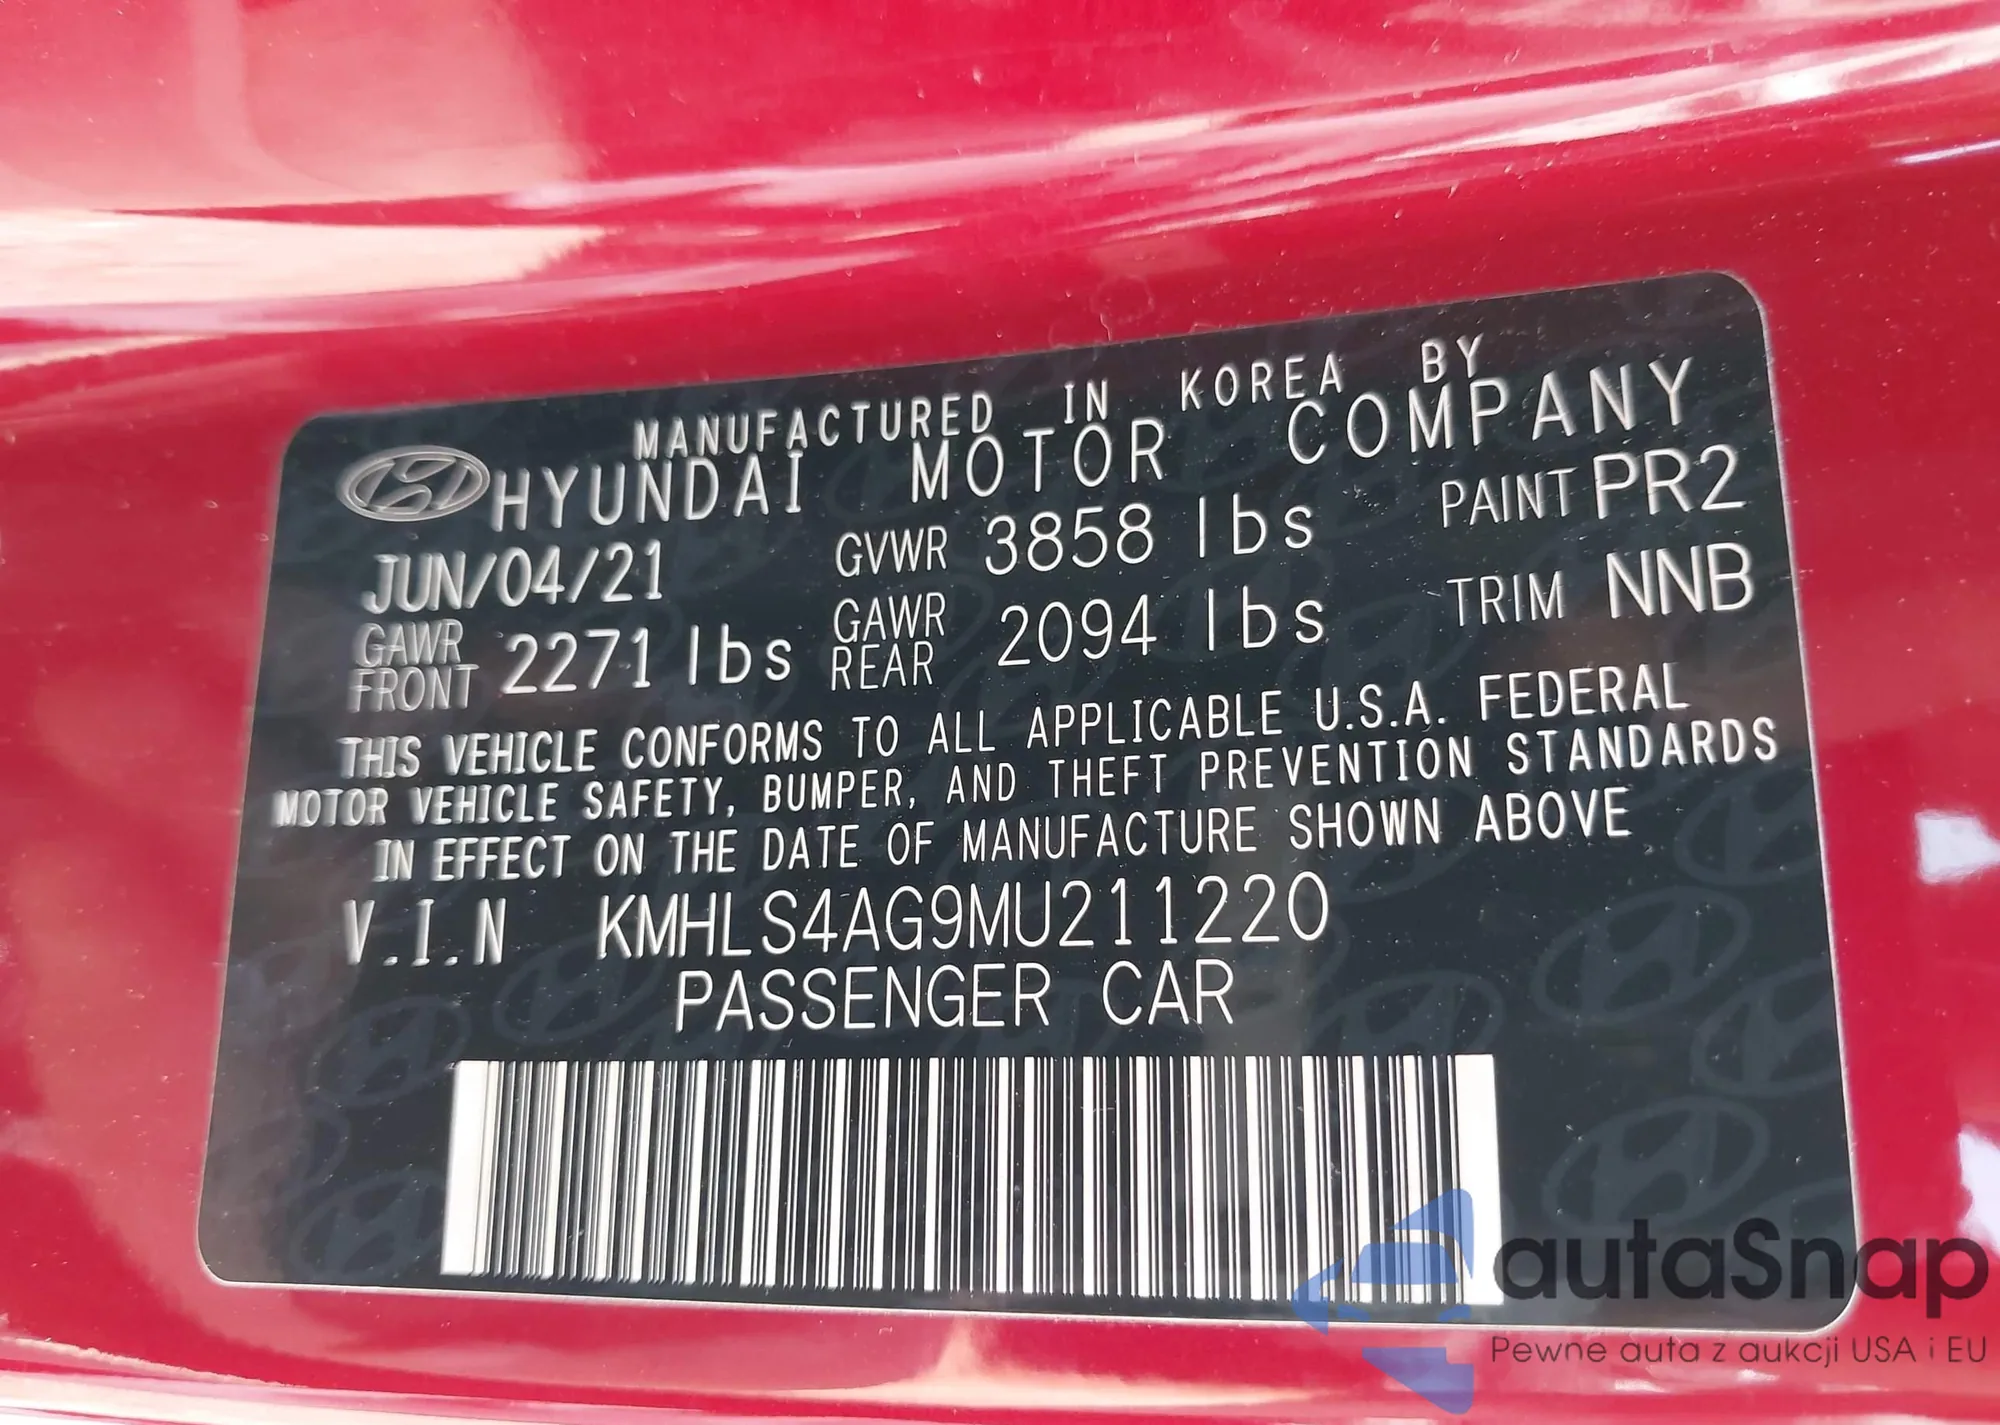 MANUFACTURED IN KOREA BY
HYUNDAI MOTOR COMPANY
JUN/04/21 GVWR 3858 lbs PAINT PR2
GAWR FRONT 2271 lbs GAWR REAR 2094 lbs TRIM NNB
THIS VEHICLE CONFORMS TO ALL APPLICABLE U.S.A. FEDERAL
MOTOR VEHICLE SAFETY, BUMPER, AND THEFT PREVENTION STANDARDS
IN EFFECT ON THE DATE OF MANUFACTURE SHOWN ABOVE
V.I.N KMHLS4AG9MU211220
PASSENGER CAR
autaSnap
Pewne auta z aukcji USA i EU